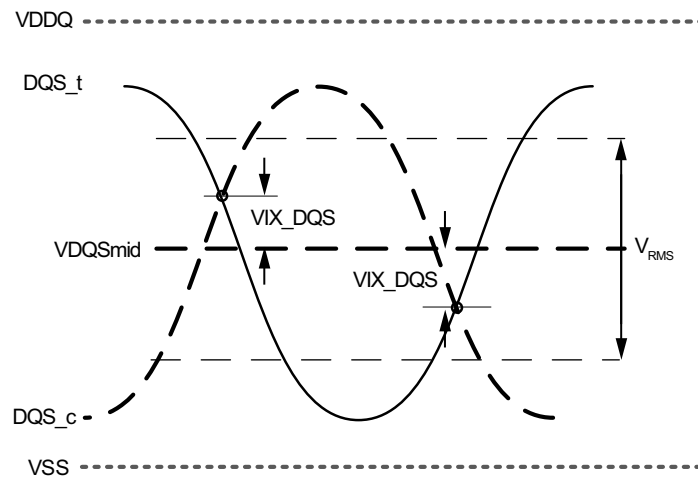 VDDQ
DQS_t
VIX_DQS
VDQSmid
VRMS
VIX_DQS
DQS_c
VSS